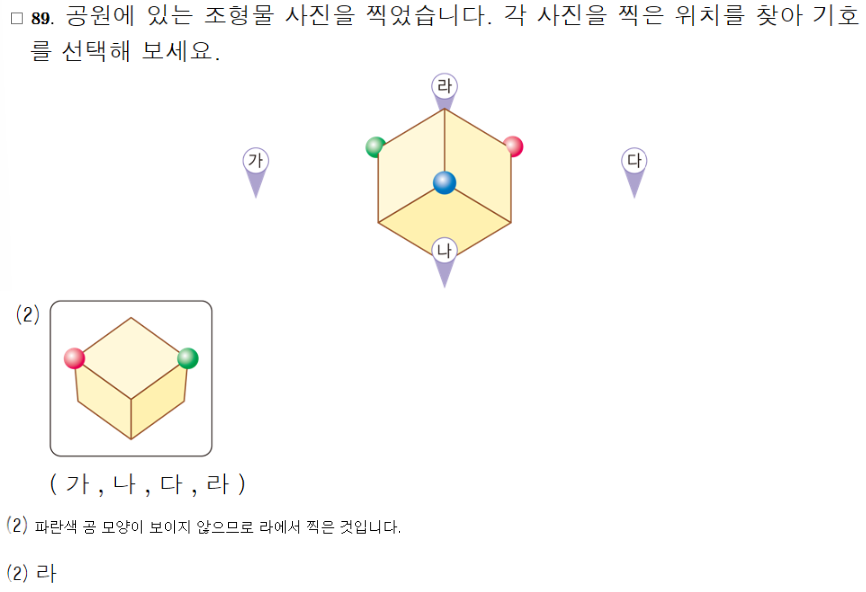 □ 89. 공원에 있는 조형물 사진을 찍었습니다. 각 사진을 찍은 위치를 찾아 기호
를 선택해 보세요.
라
가
다
나
(2)
( 가 , 나 , 다 , 라 )
(2) 파란색 공 모양이 보이지 않으므로 라에서 찍은 것입니다.
(2) 라